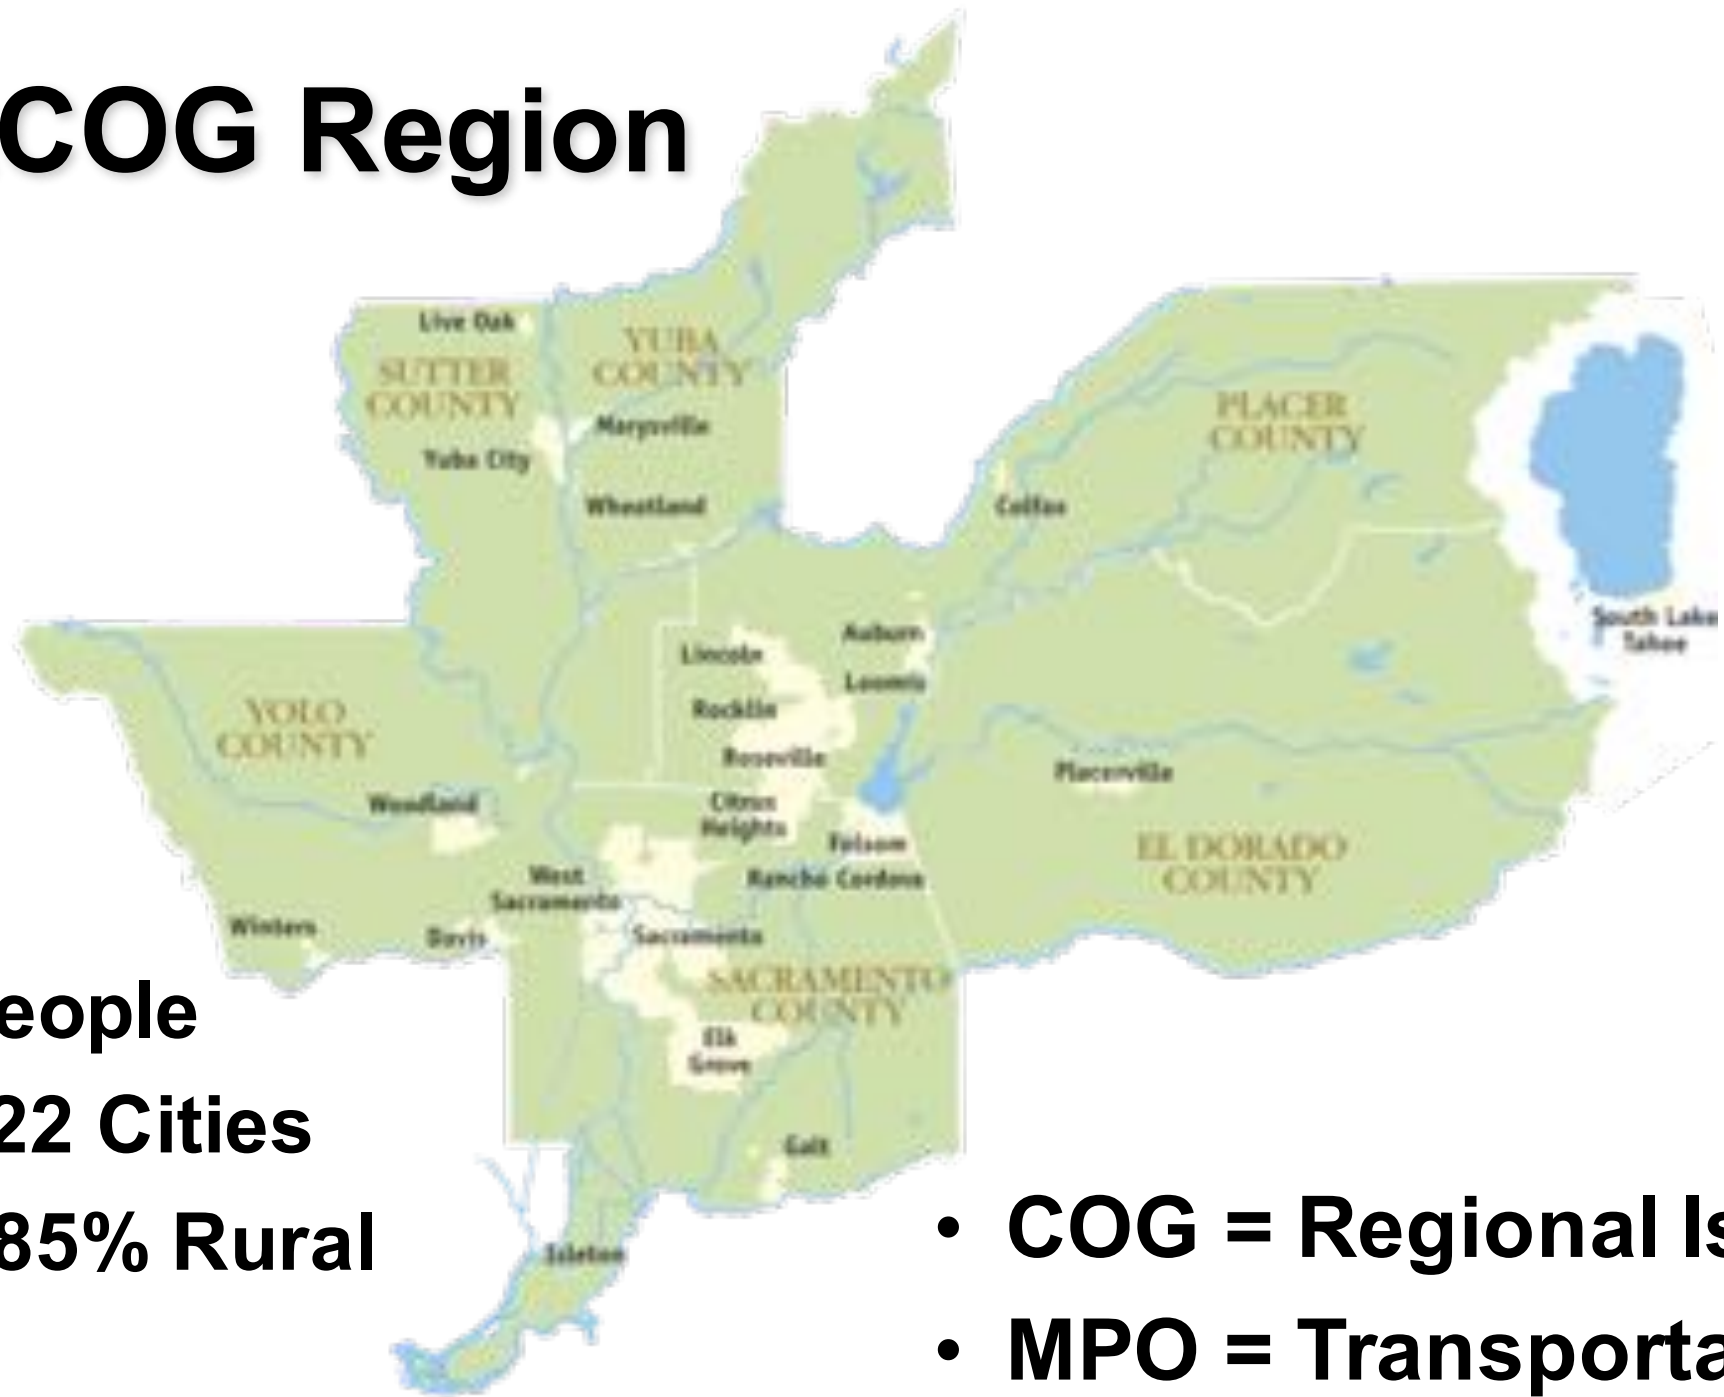 COG Region
Live Oak
YUBA
COUNTY
SUTTER
COUNTY
Marysville
Yuba City
Wheatland
PLACER
COUNTY
Colfax
South Lake
Tahoe
Auburn
Lincoln
Loomis
Rocklin
Roseville
YOLO
COUNTY
Placerville
Woodland
Citrus
Heights
Folsom
EL DORADO
COUNTY
West
Sacramento
Rancho Cordova
Winters
Davis
Sacramento
SACRAMENTO
COUNTY
Elk
Grove
Galt
Isleton
eople
22 Cities
85% Rural
• COG = Regional Is
• MPO = Transporta